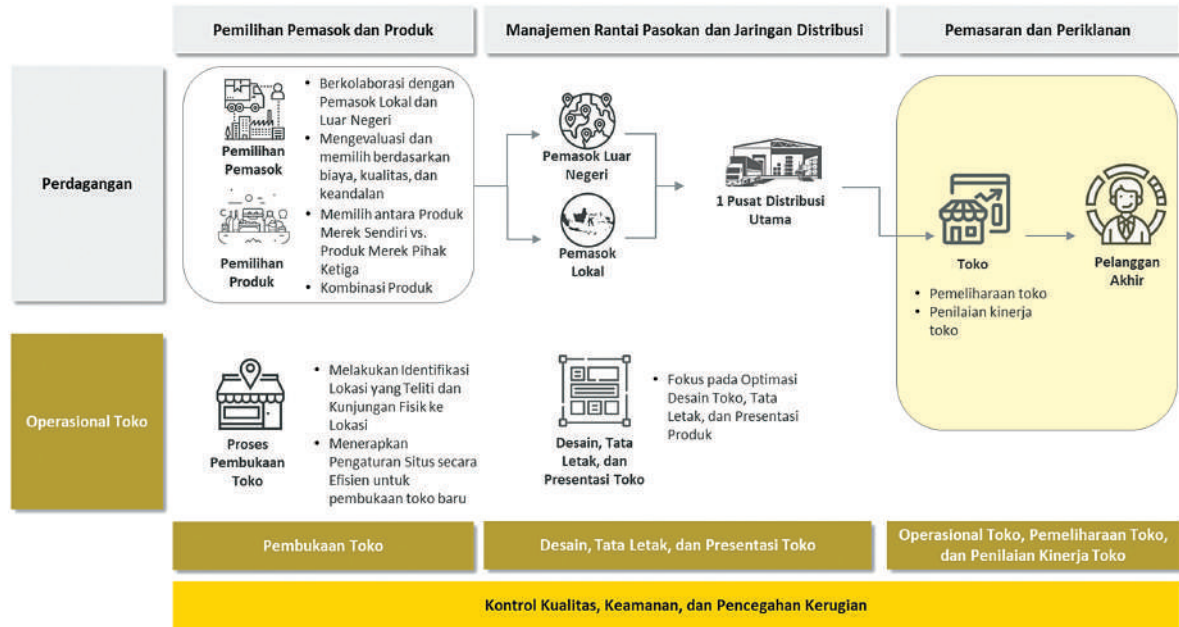 Pemilihan Pemasok dan Produk
Manajemen Rantai Pasokan dan Jaringan Distribusi
Pemasaran dan Periklanan
Perdagangan
Pemilihan
Pemasok
Pemilihan
Produk
• Berkolaborasi dengan
Pemasok Lokal dan
Luar Negeri
• Mengevaluasi dan
memilih berdasarkan
biaya, kualitas, dan
keandalan
• Memilih antara Produk
Merek Sendiri vs.
Produk Merek Pihak
Ketiga
• Kombinasi Produk
Pemasok Luar
Negeri
Pemasok
Lokal
1 Pusat Distribusi
Utama
Toko
• Pemeliharaan toko
• Penilaian kinerja
toko
Pelanggan
Akhir
Operasional Toko
Proses
Pembukaan
Toko
• Melakukan Identifikasi
Lokasi yang Teliti dan
Kunjungan Fisik ke
Lokasi
• Menerapkan
Pengaturan Situs secara
Efisien untuk
pembukaan toko baru
Desain, Tata
Letak, dan
Presentasi Toko
• Fokus pada Optimasi
Desain Toko, Tata
Letak, dan Presentasi
Produk
Pembukaan Toko
Desain, Tata Letak, dan Presentasi Toko
Operasional Toko, Pemeliharaan Toko,
dan Penilaian Kinerja Toko
Kontrol Kualitas, Keamanan, dan Pencegahan Kerugian